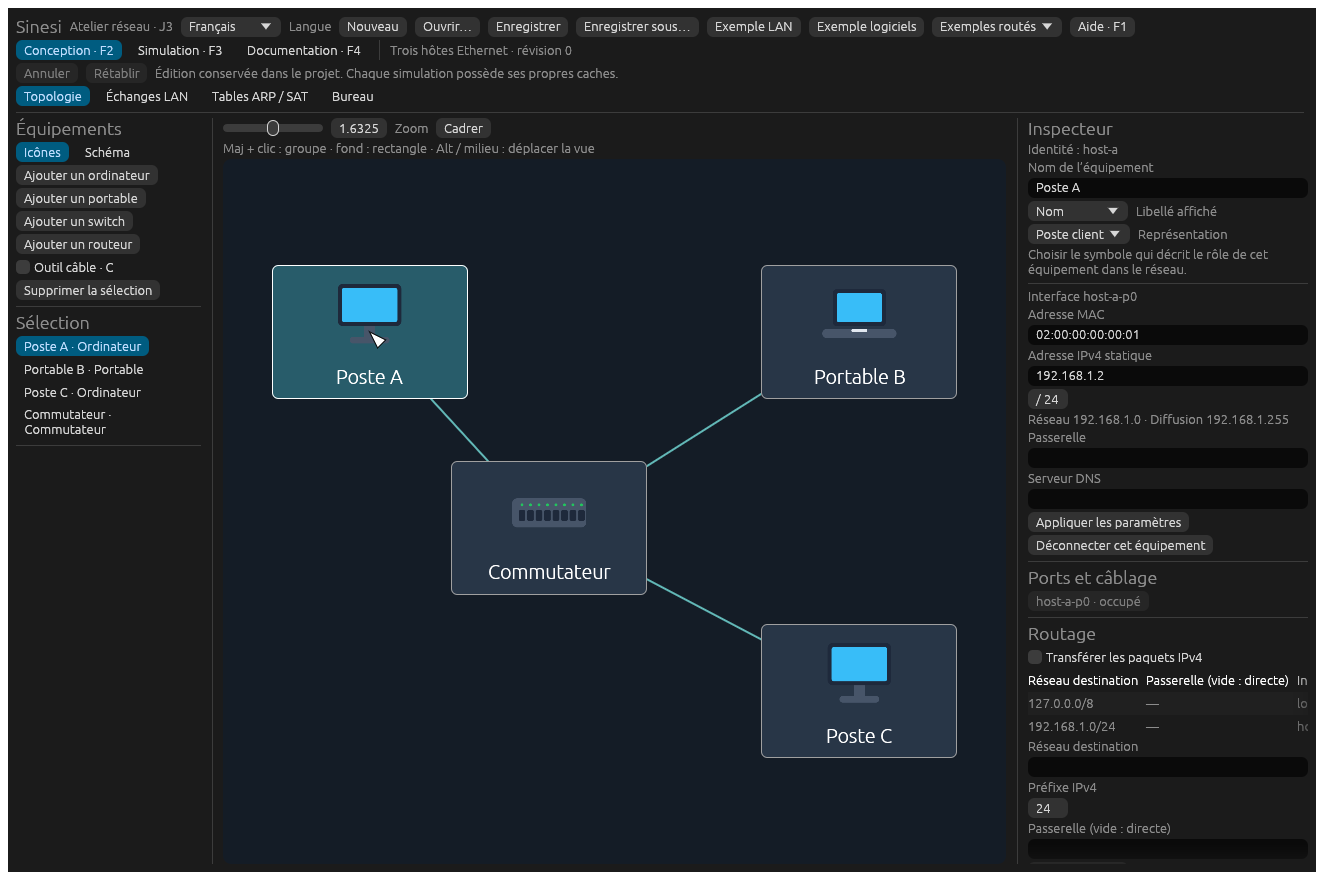 Sinesi Atelier réseau · J3 Français Langue Nouveau Ouvrir… Enregistrer Enregistrer sous… Exemple LAN Exemple logiciels Exemples routés Aide · F1
Conception · F2 Simulation · F3 Documentation · F4 Trois hôtes Ethernet · révision 0
Annuler Rétablir Édition conservée dans le projet. Chaque simulation possède ses propres caches.
Topologie Échanges LAN Tables ARP / SAT Bureau
Équipements
Icônes Schéma
Ajouter un ordinateur
Ajouter un portable
Ajouter un switch
Ajouter un routeur
Outil câble · C
Supprimer la sélection
Sélection
Poste A · Ordinateur
Portable B · Portable
Poste C · Ordinateur
Commutateur ·
Commutateur
1.6325 Zoom Cadrer
Maj + clic : groupe · fond : rectangle · Alt / milieu : déplacer la vue
Poste A
Portable B
Commutateur
Poste C
Inspecteur
Identité : host-a
Nom de l’équipement
Poste A
Nom Libellé affiché
Poste client Représentation
Choisir le symbole qui décrit le rôle de cet
équipement dans le réseau.
Interface host-a-p0
Adresse MAC
02:00:00:00:00:01
Adresse IPv4 statique
192.168.1.2
/ 24
Réseau 192.168.1.0 · Diffusion 192.168.1.255
Passerelle
Serveur DNS
Appliquer les paramètres
Déconnecter cet équipement
Ports et câblage
host-a-p0 · occupé
Routage
Transférer les paquets IPv4
Réseau destination Passerelle (vide : directe) In
127.0.0.0/8 — lo
192.168.1.0/24 — ho
Réseau destination
Préfixe IPv4
24
Passerelle (vide : directe)